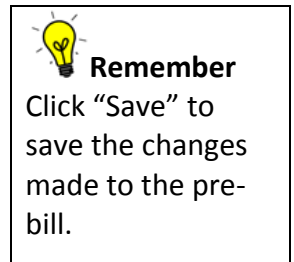 Remember
Click “Save” to
save the changes
made to the pre-
bill.